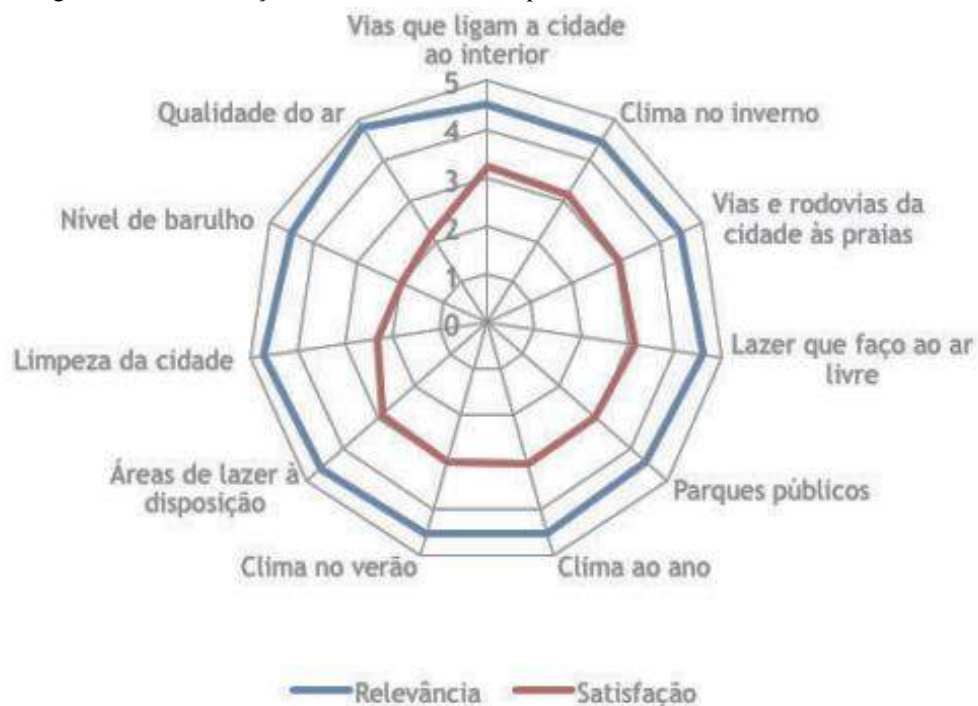 Vias que ligam a cidade
ao interior
5
4
3
2
1
0
Clima no inverno
Vias e rodovias da
cidade às praias
Lazer que faço ao ar
livre
Parques públicos
Clima ao ano
Clima no verão
Áreas de lazer à
disposição
Limpeza da cidade
Nível de barulho
Qualidade do ar
Relevância
Satisfação